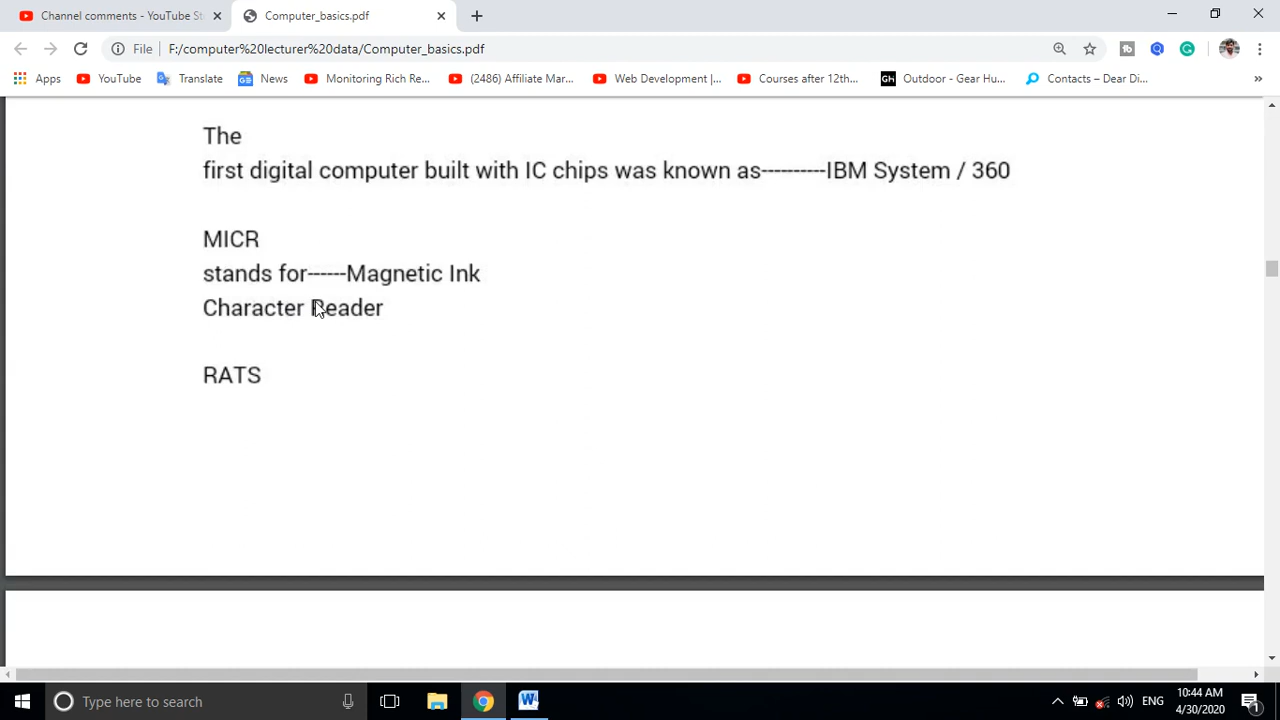 Channel comments - YouTube St
Computer_basics.pdf
File
F:/computer%20lecturer%20data/Computer_basics.pdf
Apps
YouTube
Translate
News
Monitoring Rich Re...
(2486) Affiliate Mar...
Web Development |...
Courses after 12th...
Outdoor - Gear Hu...
Contacts – Dear Di...
The
first digital computer built with IC chips was known as----------IBM System / 360
MICR
stands for------Magnetic Ink
Character Reader
RATS
Type here to search
ENG
10:44 AM
4/30/2020